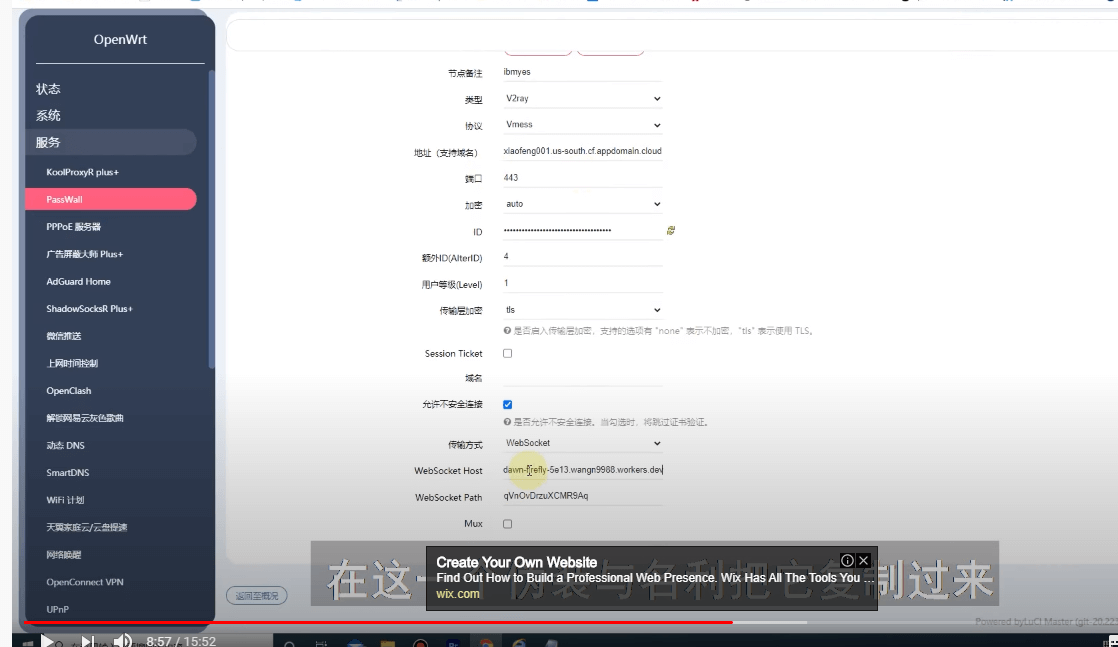 OpenWrt
状态
系统
服务
KoolProxyR plus+
PassWall
PPPoE 服务器
广告屏蔽大师 Plus+
AdGuard Home
ShadowSocksR Plus+
微信推送
上网时间控制
OpenClash
解锁网易云灰色歌曲
动态 DNS
SmartDNS
WiFi 计划
天翼家庭云/云盘提速
网络唤醒
OpenConnect VPN
UPnP
节点备注 ibmyes
类型 V2ray
协议 Vmess
地址（支持域名） xiaofeng001.us-south.cf.appdomain.cloud
端口 443
加密 auto
ID ••••••••••••••••••••••••••••••••••••
额外ID(AlterID) 4
用户等级(Level) 1
传输层加密 tls
是否启入传输层加密，支持的选项有 "none" 表示不加密，"tls" 表示使用 TLS。
Session Ticket
域名
允许不安全连接
是否允许不安全连接。当勾选时，将跳过证书验证。
传输方式 WebSocket
WebSocket Host dawn-firefly-5e13.wangn9988.workers.dev
WebSocket Path qVnOvDrzuXCMR9Aq
Mux
在这一个伪装与名利把它复制过来
Create Your Own Website
Find Out How to Build a Professional Web Presence. Wix Has All The Tools You ...
wix.com
返回至概况
Powered by LuCI Master (git-20.223
8:57 / 15:52